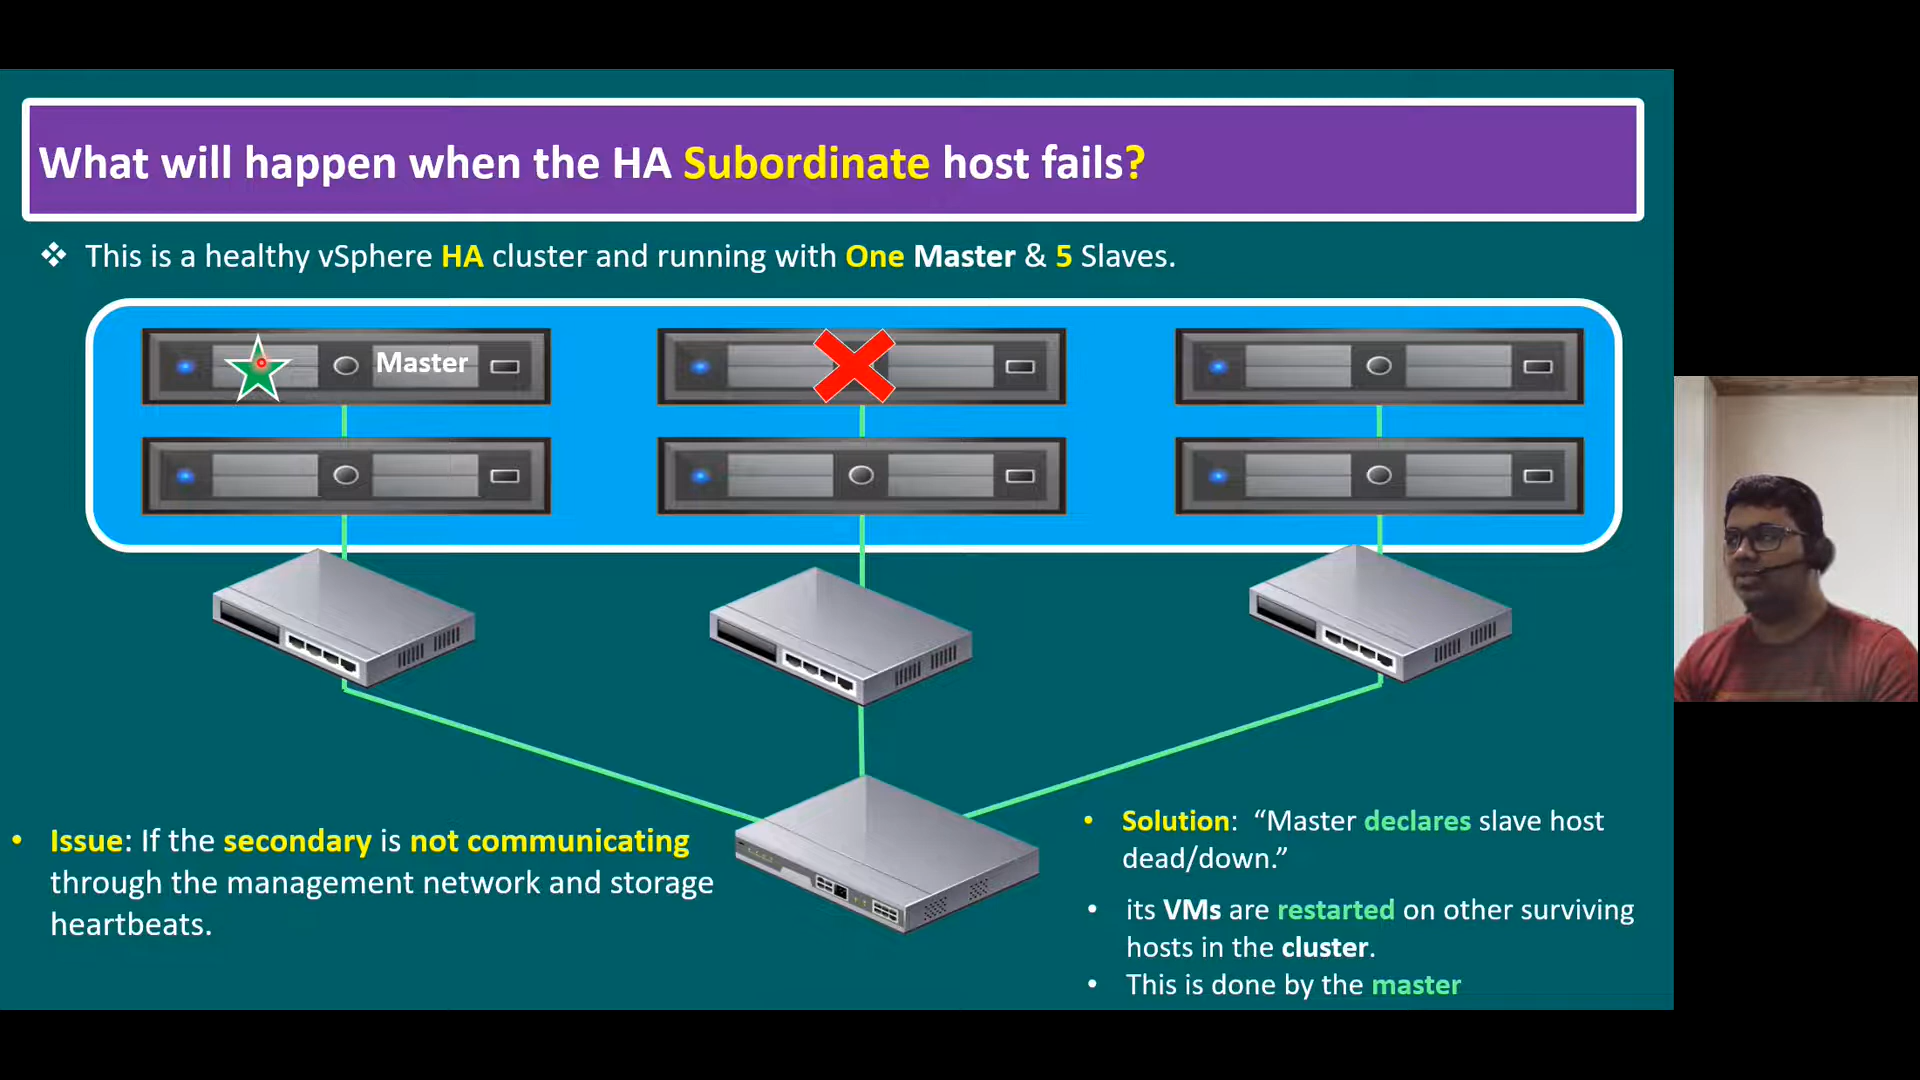 What will happen when the HA Subordinate host fails?
❖ This is a healthy vSphere HA cluster and running with One Master & 5 Slaves.
Master
• Issue: If the secondary is not communicating
through the management network and storage
heartbeats.
• Solution: “Master declares slave host
dead/down.”
• its VMs are restarted on other surviving
hosts in the cluster.
• This is done by the master